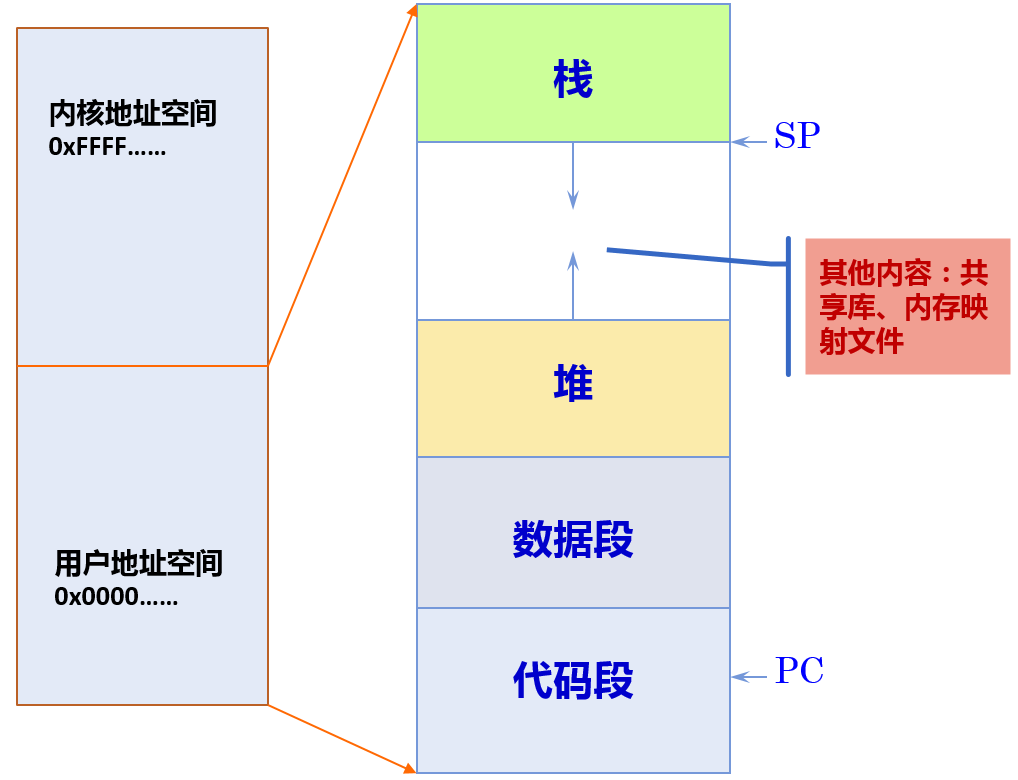 内核地址空间
0xFFFF……
用户地址空间
0x0000……
栈
SP
其他内容：共
享库、内存映
射文件
堆
数据段
代码段
PC